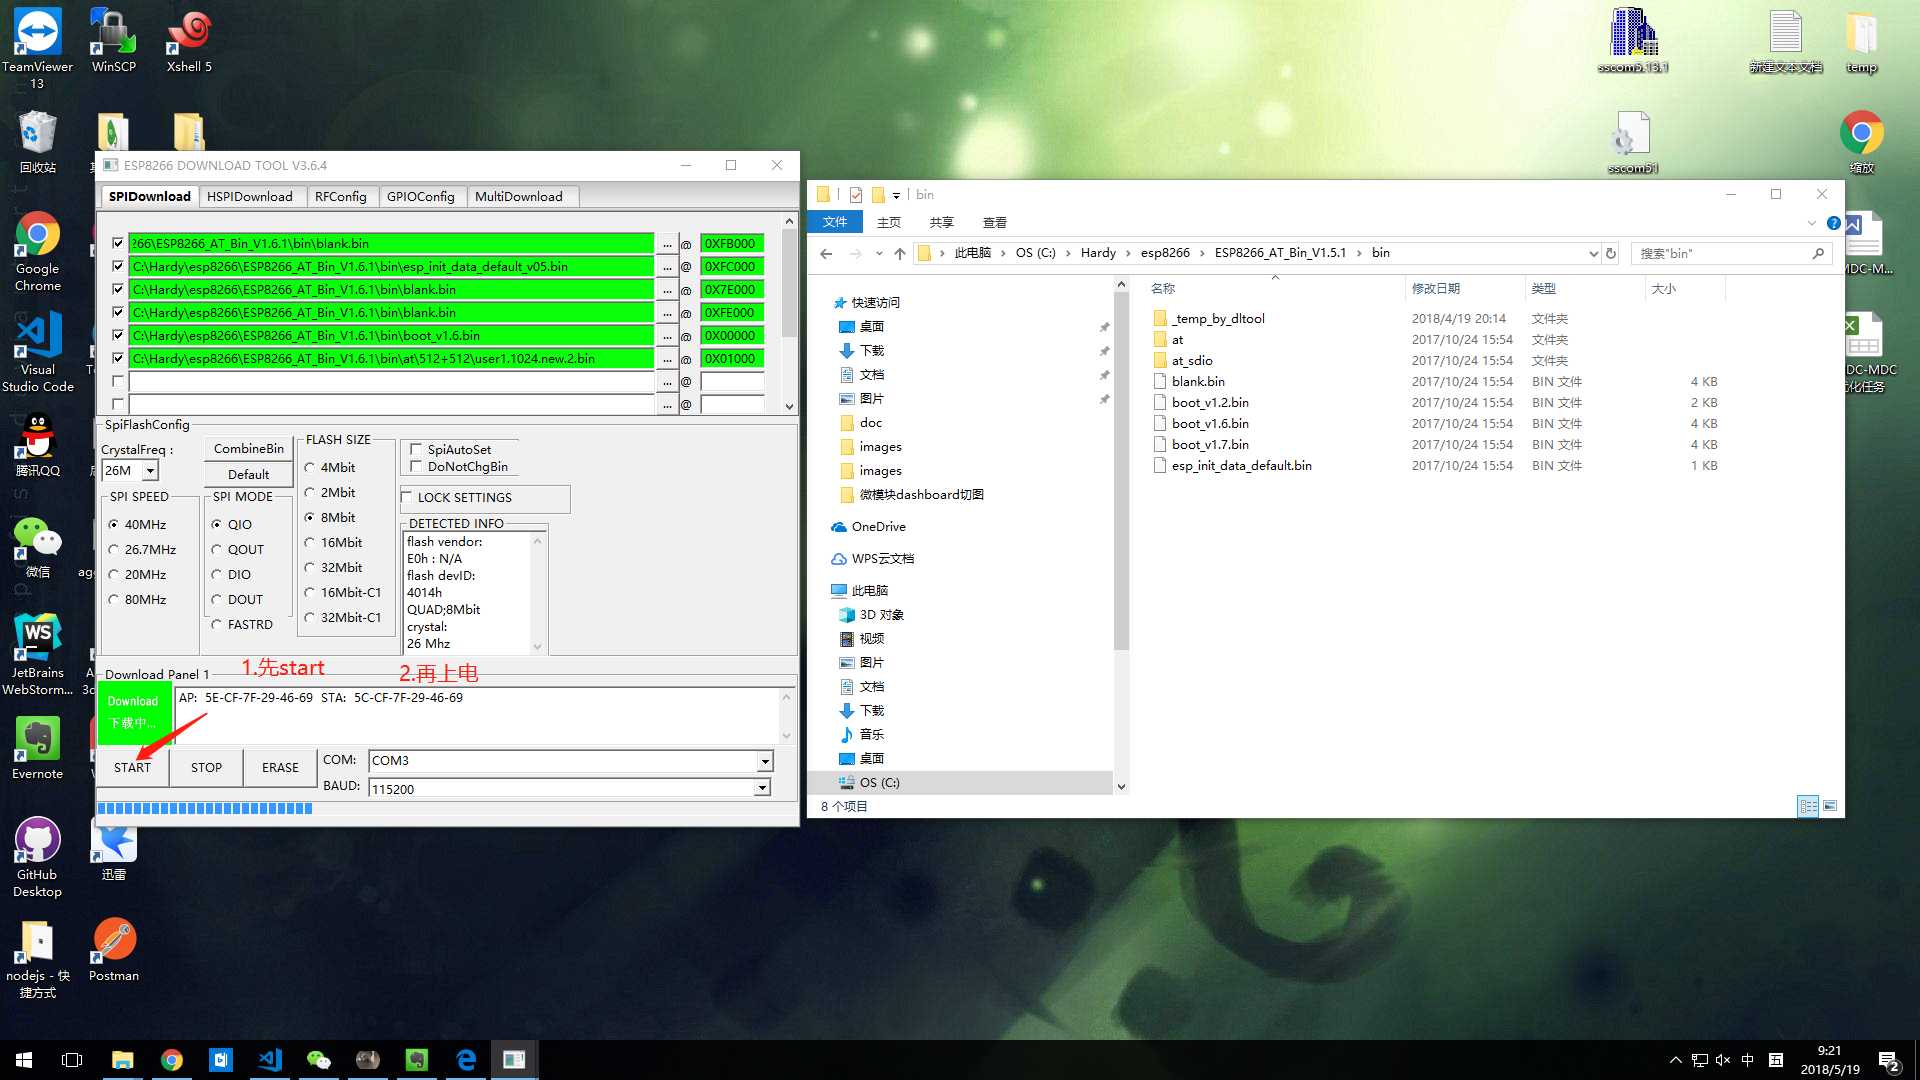 TeamViewer
13
WinSCP
Xshell 5
回收站
Google
Chrome
Visual
Studio Code
腾讯QQ
微信
JetBrains
WebStorm...
Evernote
GitHub
Desktop
迅雷
nodejs - 快
捷方式
Postman
sscom5.13.1
新建文本文档
temp
sscom51
缩放
ESP8266 DOWNLOAD TOOL V3.6.4
SPIDownload HSPIDownload RFConfig GPIOConfig MultiDownload
266\ESP8266_AT_Bin_V1.6.1\bin\blank.bin ... @ 0XFB000
C:\Hardy\esp8266\ESP8266_AT_Bin_V1.6.1\bin\esp_init_data_default_v05.bin ... @ 0XFC000
C:\Hardy\esp8266\ESP8266_AT_Bin_V1.6.1\bin\blank.bin ... @ 0X7E000
C:\Hardy\esp8266\ESP8266_AT_Bin_V1.6.1\bin\blank.bin ... @ 0XFE000
C:\Hardy\esp8266\ESP8266_AT_Bin_V1.6.1\bin\boot_v1.6.bin ... @ 0X00000
C:\Hardy\esp8266\ESP8266_AT_Bin_V1.6.1\bin\at\512+512\user1.1024.new.2.bin ... @ 0X01000
... @
... @
SpiFlashConfig
CrystalFreq :
26M
CombineBin
Default
SPI SPEED
40MHz
26.7MHz
20MHz
80MHz
SPI MODE
QIO
QOUT
DIO
DOUT
FASTRD
FLASH SIZE
4Mbit
2Mbit
8Mbit
16Mbit
32Mbit
16Mbit-C1
32Mbit-C1
SpiAutoSet
DoNotChgBin
LOCK SETTINGS
DETECTED INFO
flash vendor:
E0h : N/A
flash devID:
4014h
QUAD;8Mbit
crystal:
26 Mhz
Download Panel 1
1.先start
2.再上电
Download
下载中...
AP: 5E-CF-7F-29-46-69 STA: 5C-CF-7F-29-46-69
START STOP ERASE
COM: COM3
BAUD: 115200
bin
文件 主页 共享 查看
此电脑 OS (C:) Hardy esp8266 ESP8266_AT_Bin_V1.5.1 bin
搜索"bin"
快速访问
桌面
下载
文档
图片
doc
images
images
微模块dashboard切图
OneDrive
WPS云文档
此电脑
3D 对象
视频
图片
文档
下载
音乐
桌面
OS (C:)
名称 修改日期 类型 大小
_temp_by_dltool 2018/4/19 20:14 文件夹
at 2017/10/24 15:54 文件夹
at_sdio 2017/10/24 15:54 文件夹
blank.bin 2017/10/24 15:54 BIN 文件 4 KB
boot_v1.2.bin 2017/10/24 15:54 BIN 文件 2 KB
boot_v1.6.bin 2017/10/24 15:54 BIN 文件 4 KB
boot_v1.7.bin 2017/10/24 15:54 BIN 文件 4 KB
esp_init_data_default.bin 2017/10/24 15:54 BIN 文件 1 KB
8 个项目
中
9:21
2018/5/19
2